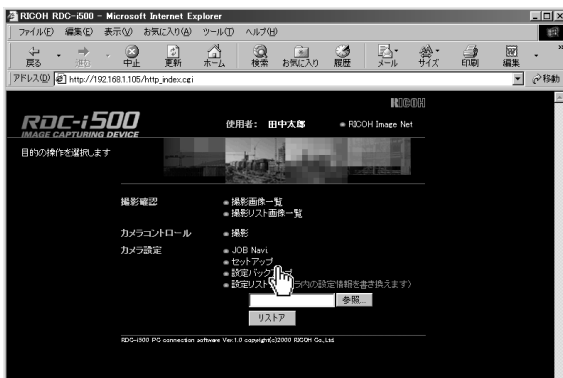 RICOH RDC-i500 - Microsoft Internet Explorer
ファイル(F) 編集(E) 表示(V) お気に入り(A) ツール(T) ヘルプ(H)
戻る 進む 中止 更新 ホーム 検索 お気に入り 履歴 メール サイズ 印刷 編集 »
アドレス(D) http://192.168.1.105/http_index.cgi 移動
RICOH
RDC-i500
IMAGE CAPTURING DEVICE
使用者: 田中太郎 RICOH Image Net
目的の操作を選択します
撮影確認 撮影画像一覧
撮影リスト画像一覧
カメラコントロール 撮影
カメラ設定 JOB Navi
セットアップ
設定バック
設定リスト ラ内の設定情報を書き換えます)
参照...
リストア
RDC-i500 PC connection software Ver.1.0 copyright(c)2000 RICOH Co.,Ltd.